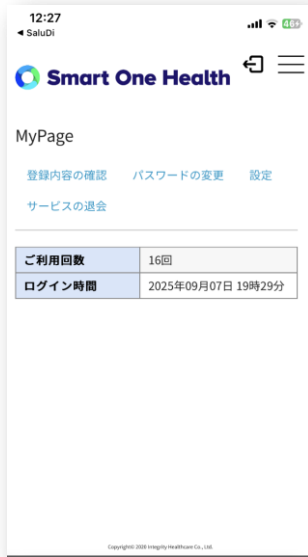 12:27
46
◀ SaluDi
Smart One Health
MyPage
登録内容の確認 パスワードの変更 設定
サービスの退会
ご利用回数 16回
ログイン時間 2025年09月07日 19時29分
Copyright© 2020 Integrity Healthcare Co., Ltd.